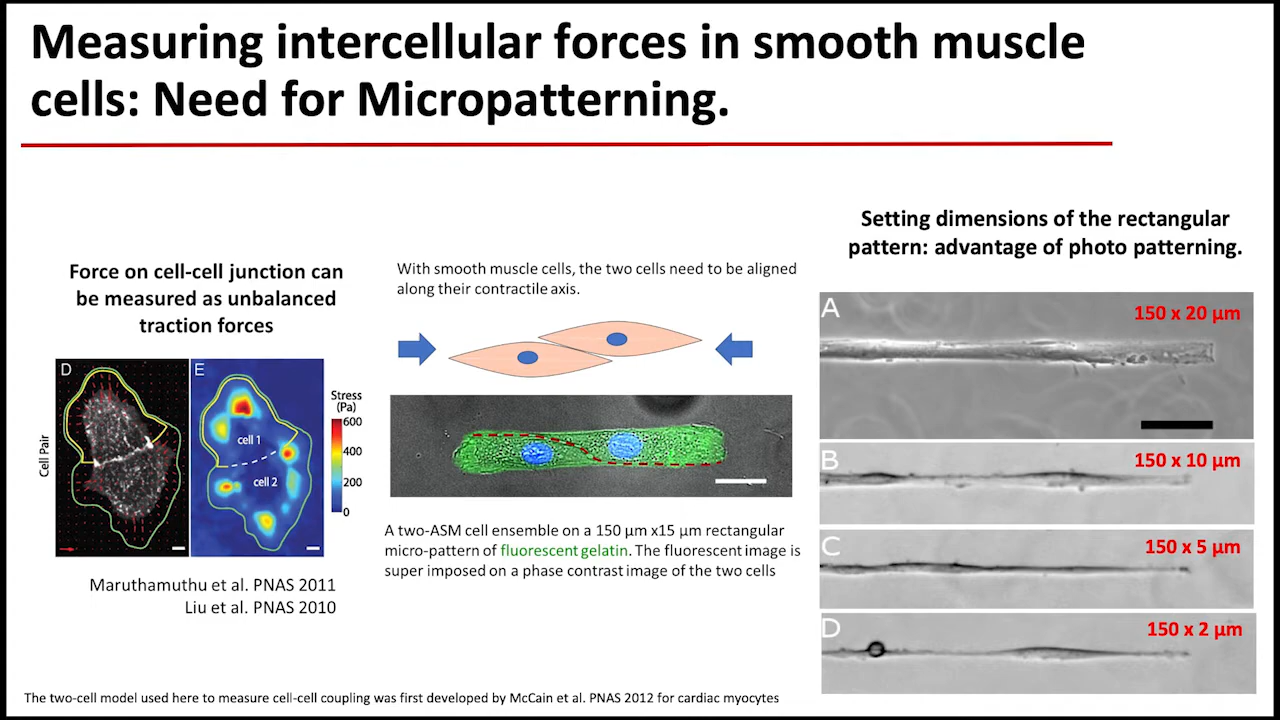 Measuring intercellular forces in smooth muscle
cells: Need for Micropatterning.
Force on cell-cell junction can
be measured as unbalanced
traction forces
D
E
Cell Pair
cell 1
cell 2
Stress
(Pa)
600
400
200
0
Maruthamuthu et al. PNAS 2011
Liu et al. PNAS 2010
With smooth muscle cells, the two cells need to be aligned
along their contractile axis.
A two-ASM cell ensemble on a 150 µm x15 µm rectangular
micro-pattern of fluorescent gelatin. The fluorescent image is
super imposed on a phase contrast image of the two cells
Setting dimensions of the rectangular
pattern: advantage of photo patterning.
A
150 x 20 µm
B
150 x 10 µm
C
150 x 5 µm
D
150 x 2 µm
The two-cell model used here to measure cell-cell coupling was first developed by McCain et al. PNAS 2012 for cardiac myocytes